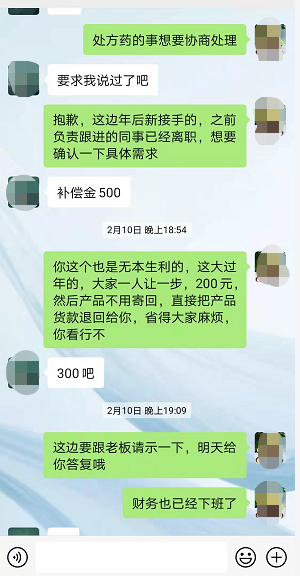 处方药的事想要协商处理
要求我说过了吧
抱歉，这边年后新接手的，之前
负责跟进的同事已经离职，想要
确认一下具体需求
补偿金 500
2月10日 晚上18:54
你这个也是无本生利的，这大过
年的，大家一人让一步，200 元，
然后产品不用寄回，直接把产品
货款退回给你，省得大家麻烦，
你看行不
300 吧
2月10日 晚上19:09
这边要跟老板请示一下，明天给
你答复哦
财务也已经下班了